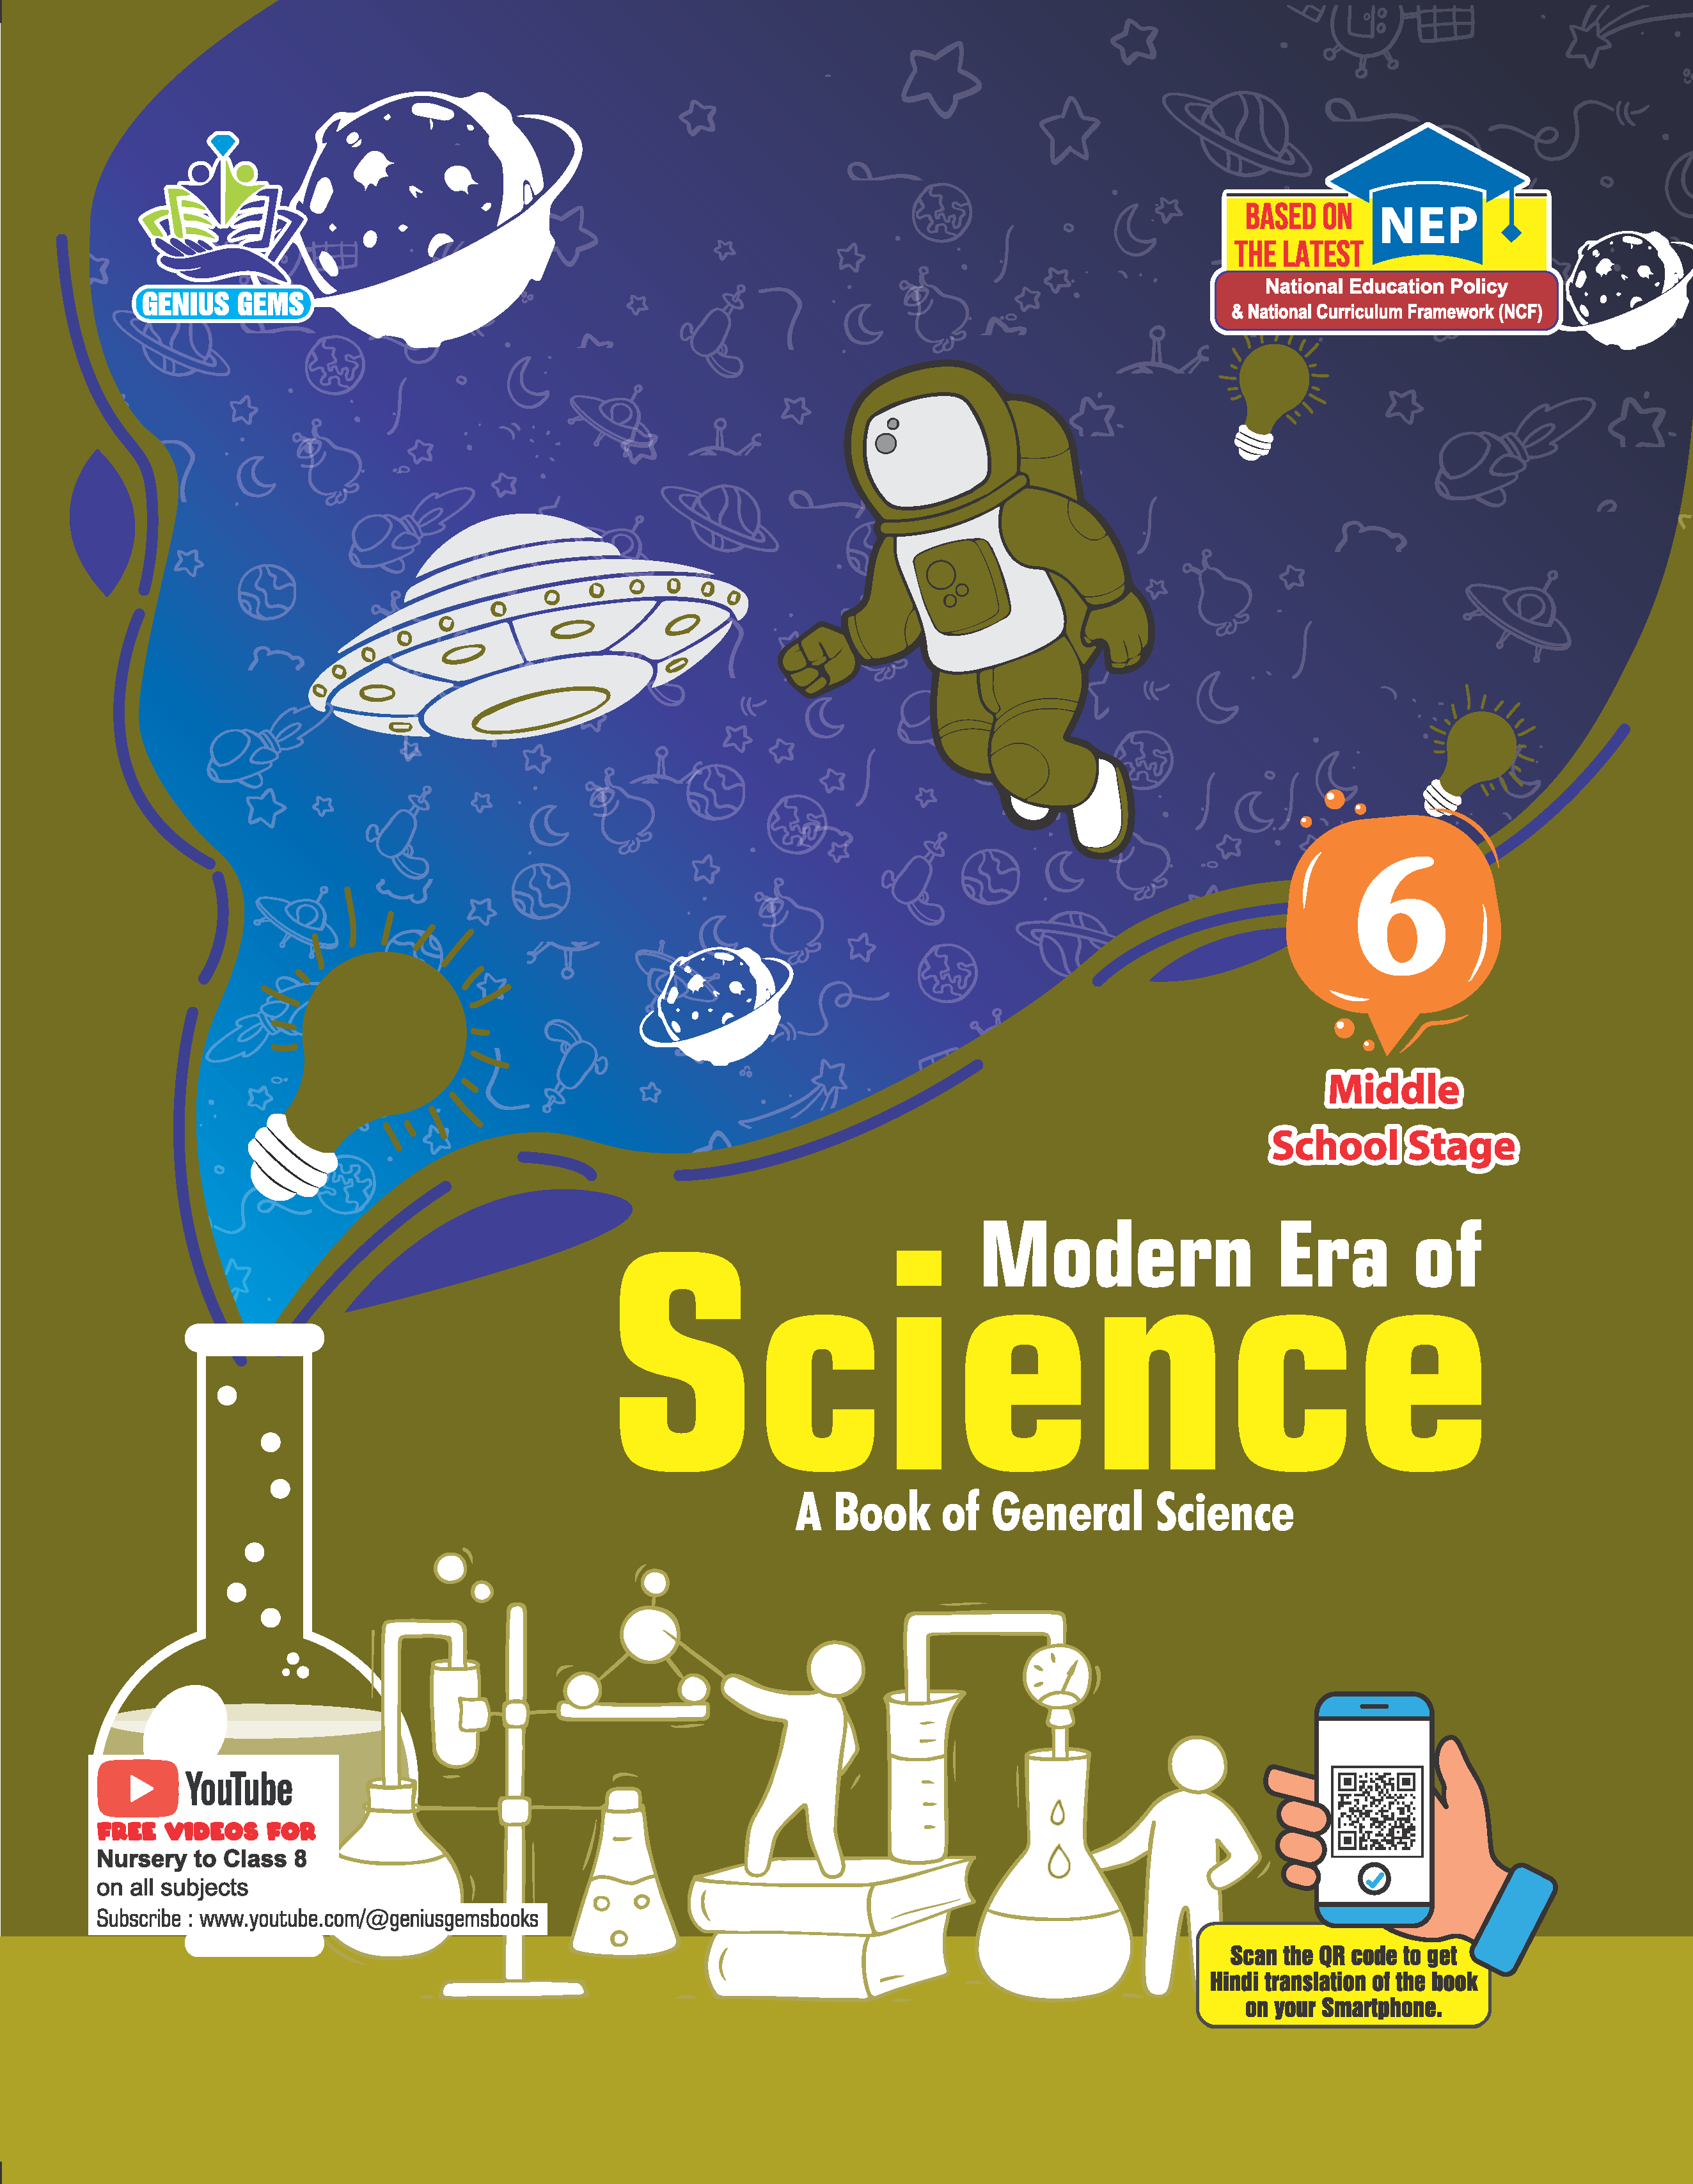 GENIUS GEMS
BASED ON
THE LATEST
NEP
National Education Policy
& National Curriculum Framework (NCF)
6
Middle
School Stage
Modern Era of
Science
A Book of General Science
YouTube
FREE VIDEOS FOR
Nursery to Class 8
on all subjects
Subscribe : www.youtube.com/@geniusgemsbooks
Scan the QR code to get
Hindi translation of the book
on your Smartphone.